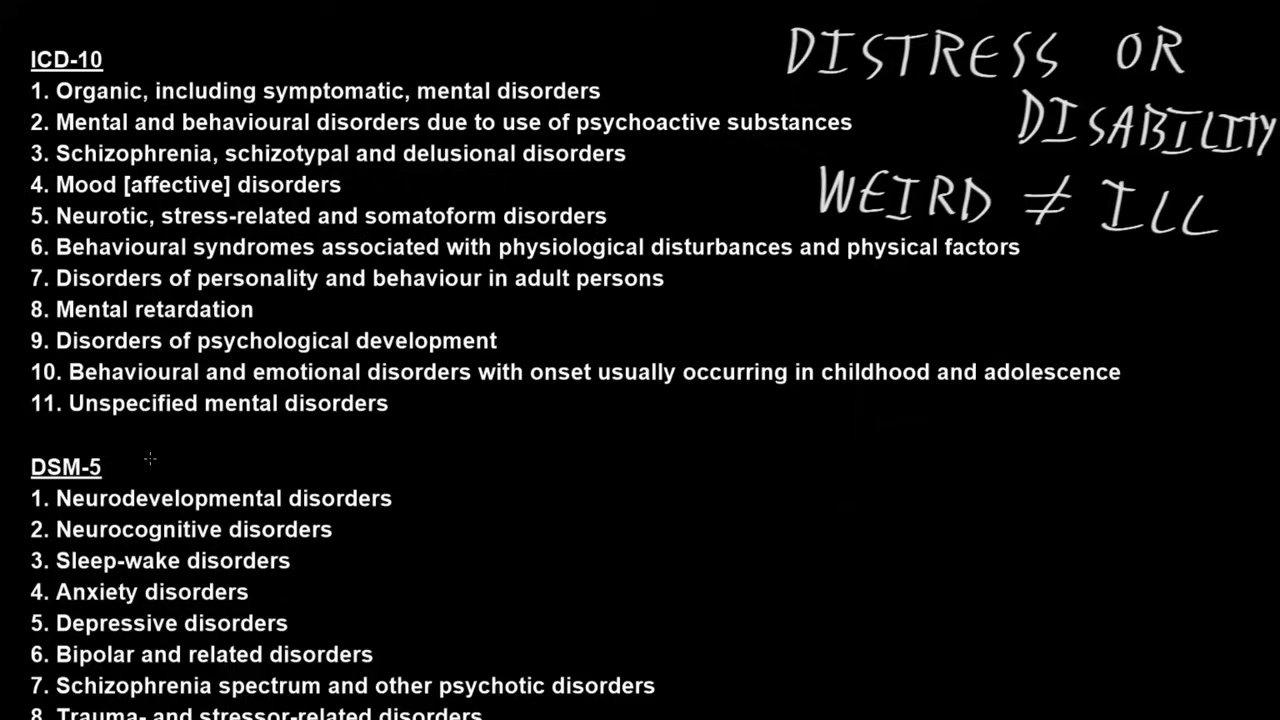 ICD-10
1. Organic, including symptomatic, mental disorders
2. Mental and behavioural disorders due to use of psychoactive substances
3. Schizophrenia, schizotypal and delusional disorders
4. Mood [affective] disorders
5. Neurotic, stress-related and somatoform disorders
6. Behavioural syndromes associated with physiological disturbances and physical factors
7. Disorders of personality and behaviour in adult persons
8. Mental retardation
9. Disorders of psychological development
10. Behavioural and emotional disorders with onset usually occurring in childhood and adolescence
11. Unspecified mental disorders
DISTRESS OR
DISABILITY
WEIRD ≠ ILL
DSM-5
1. Neurodevelopmental disorders
2. Neurocognitive disorders
3. Sleep-wake disorders
4. Anxiety disorders
5. Depressive disorders
6. Bipolar and related disorders
7. Schizophrenia spectrum and other psychotic disorders
8. Trauma- and stressor-related disorders